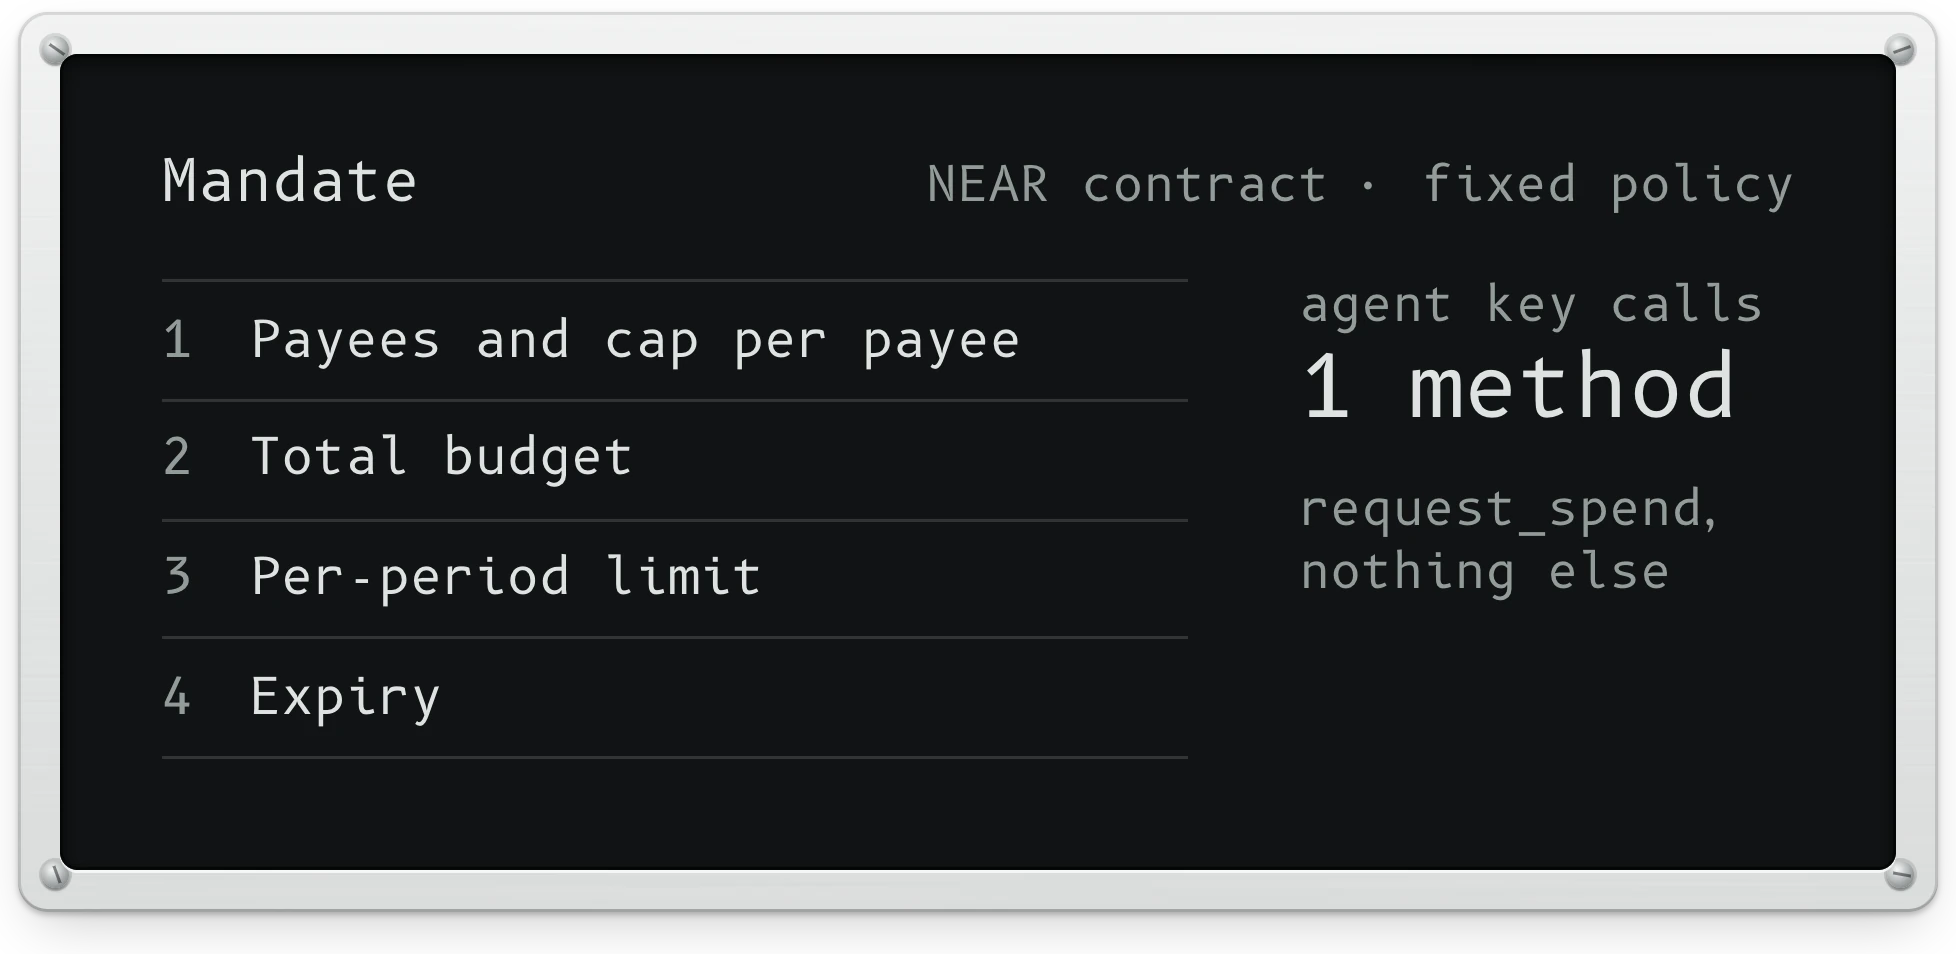 Mandate
NEAR contract · fixed policy
1 Payees and cap per payee
2 Total budget
3 Per-period limit
4 Expiry
agent key calls
1 method
request_spend,
nothing else